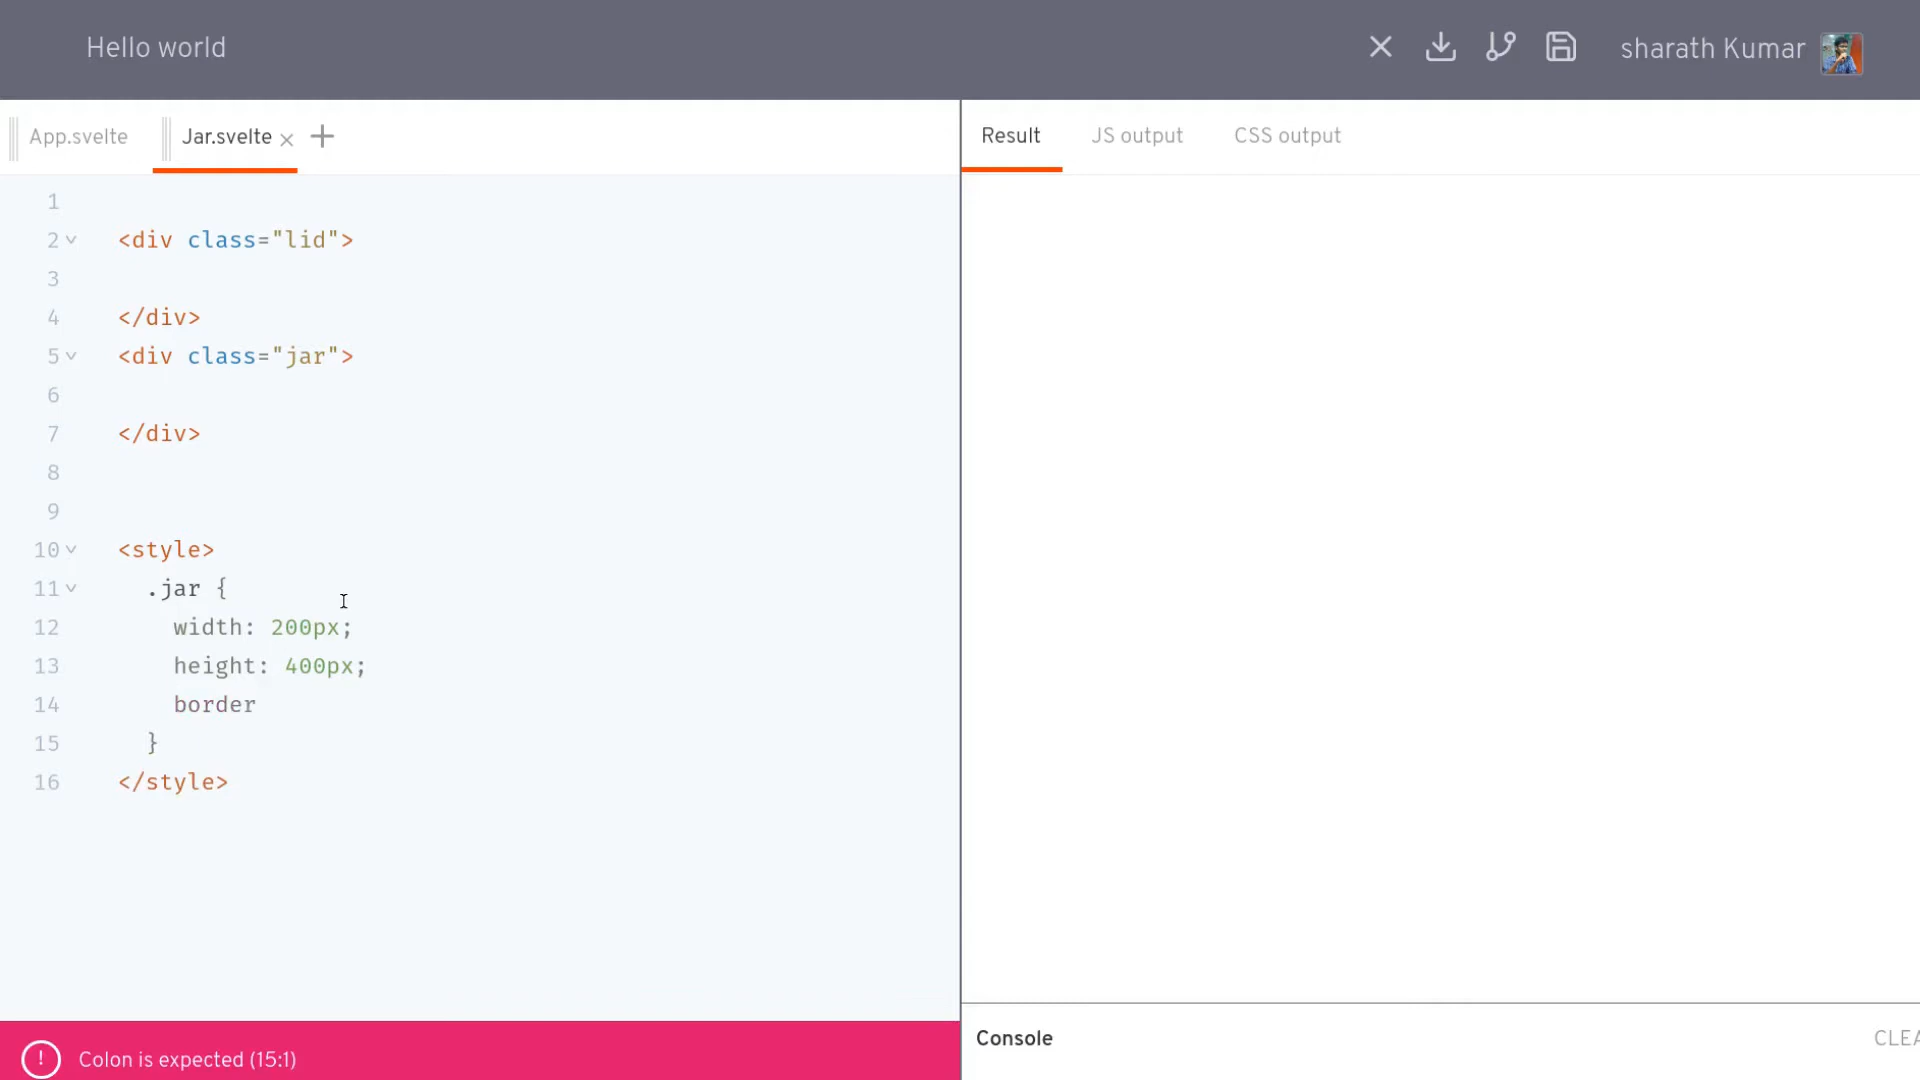 Hello world
sharath Kumar
App.svelte
Jar.svelte
Result
JS output
CSS output
1
2 <div class="lid">
3
4 </div>
5 <div class="jar">
6
7 </div>
8
9
10 <style>
11 .jar {
12 width: 200px;
13 height: 400px;
14 border
15 }
16 </style>
Colon is expected (15:1)
Console
CLEA